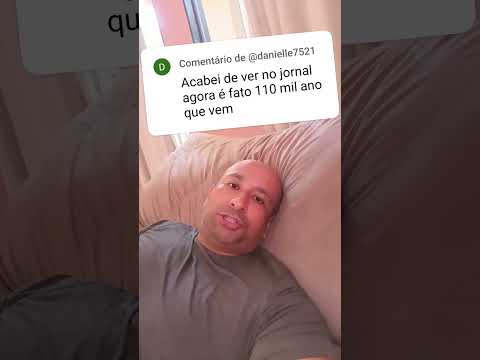 D
Comentário de @danielle7521
Acabei de ver no jornal
agora é fato 110 mil ano
que vem